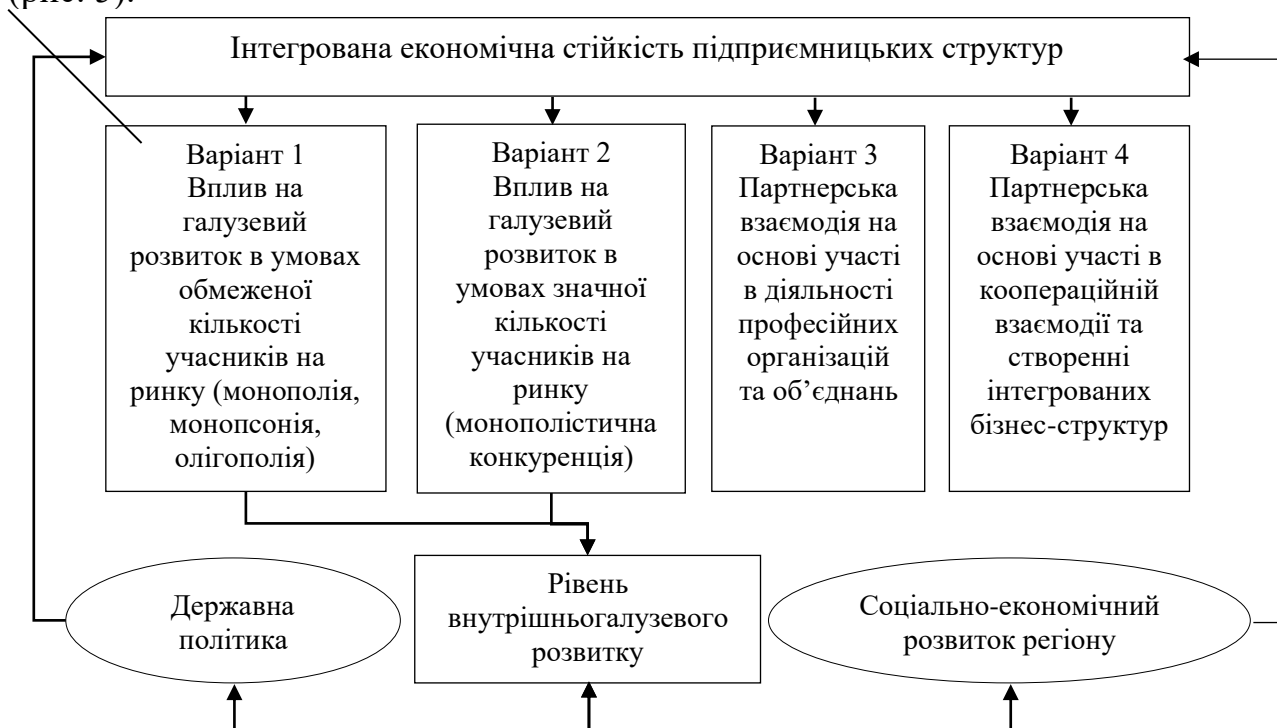 (рис. 3).
Інтегрована економічна стійкість підприємницьких структур
Варіант 1
Вплив на
галузевий
розвиток в умовах
обмеженої
кількості
учасників на
ринку (монополія,
монопсонія,
олігополія)
Варіант 2
Вплив на
галузевий
розвиток в
умовах значної
кількості
учасників на
ринку
(монополістична
конкуренція)
Варіант 3
Партнерська
взаємодія на
основі участі
в діяльності
професійних
організацій
та об’єднань
Варіант 4
Партнерська
взаємодія на
основі участі в
коопераційній
взаємодії та
створенні
інтегрованих
бізнес-структур
Державна
політика
Рівень
внутрішньогалузевого
розвитку
Соціально-економічний
розвиток регіону